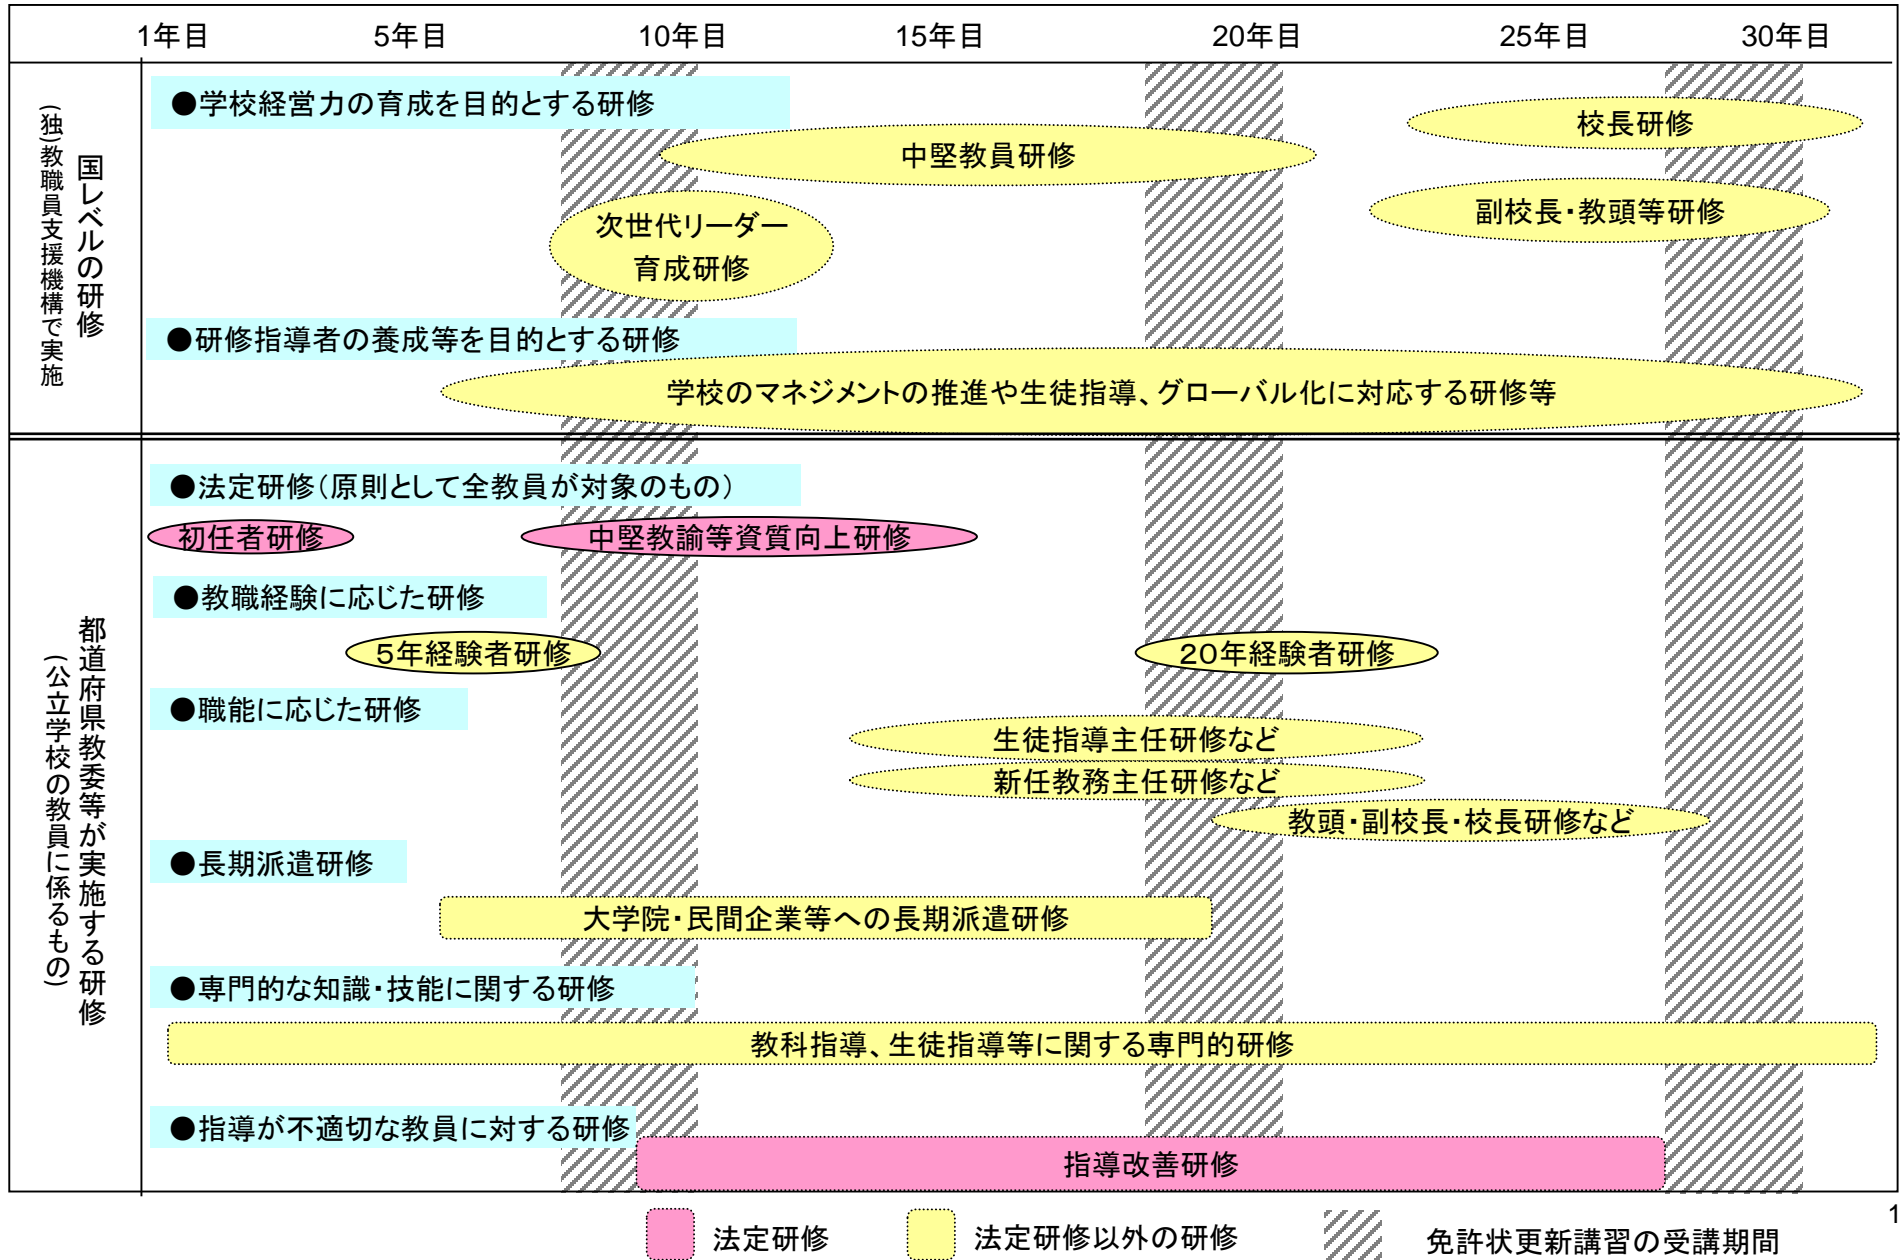 1年目 5年目 10年目 15年目 20年目 25年目 30年目
国レベルの研修
(独)教職員支援機構で実施
●学校経営力の育成を目的とする研修
校長研修
中堅教員研修
副校長・教頭等研修
次世代リーダー
育成研修
●研修指導者の養成等を目的とする研修
学校のマネジメントの推進や生徒指導、グローバル化に対応する研修等
都道府県教委等が実施する研修
(公立学校の教員に係るもの)
●法定研修(原則として全教員が対象のもの)
初任者研修 中堅教諭等資質向上研修
●教職経験に応じた研修
5年経験者研修 20年経験者研修
●職能に応じた研修
生徒指導主任研修など
新任教務主任研修など
教頭・副校長・校長研修など
●長期派遣研修
大学院・民間企業等への長期派遣研修
●専門的な知識・技能に関する研修
教科指導、生徒指導等に関する専門的研修
●指導が不適切な教員に対する研修
指導改善研修
1
法定研修 法定研修以外の研修 免許状更新講習の受講期間